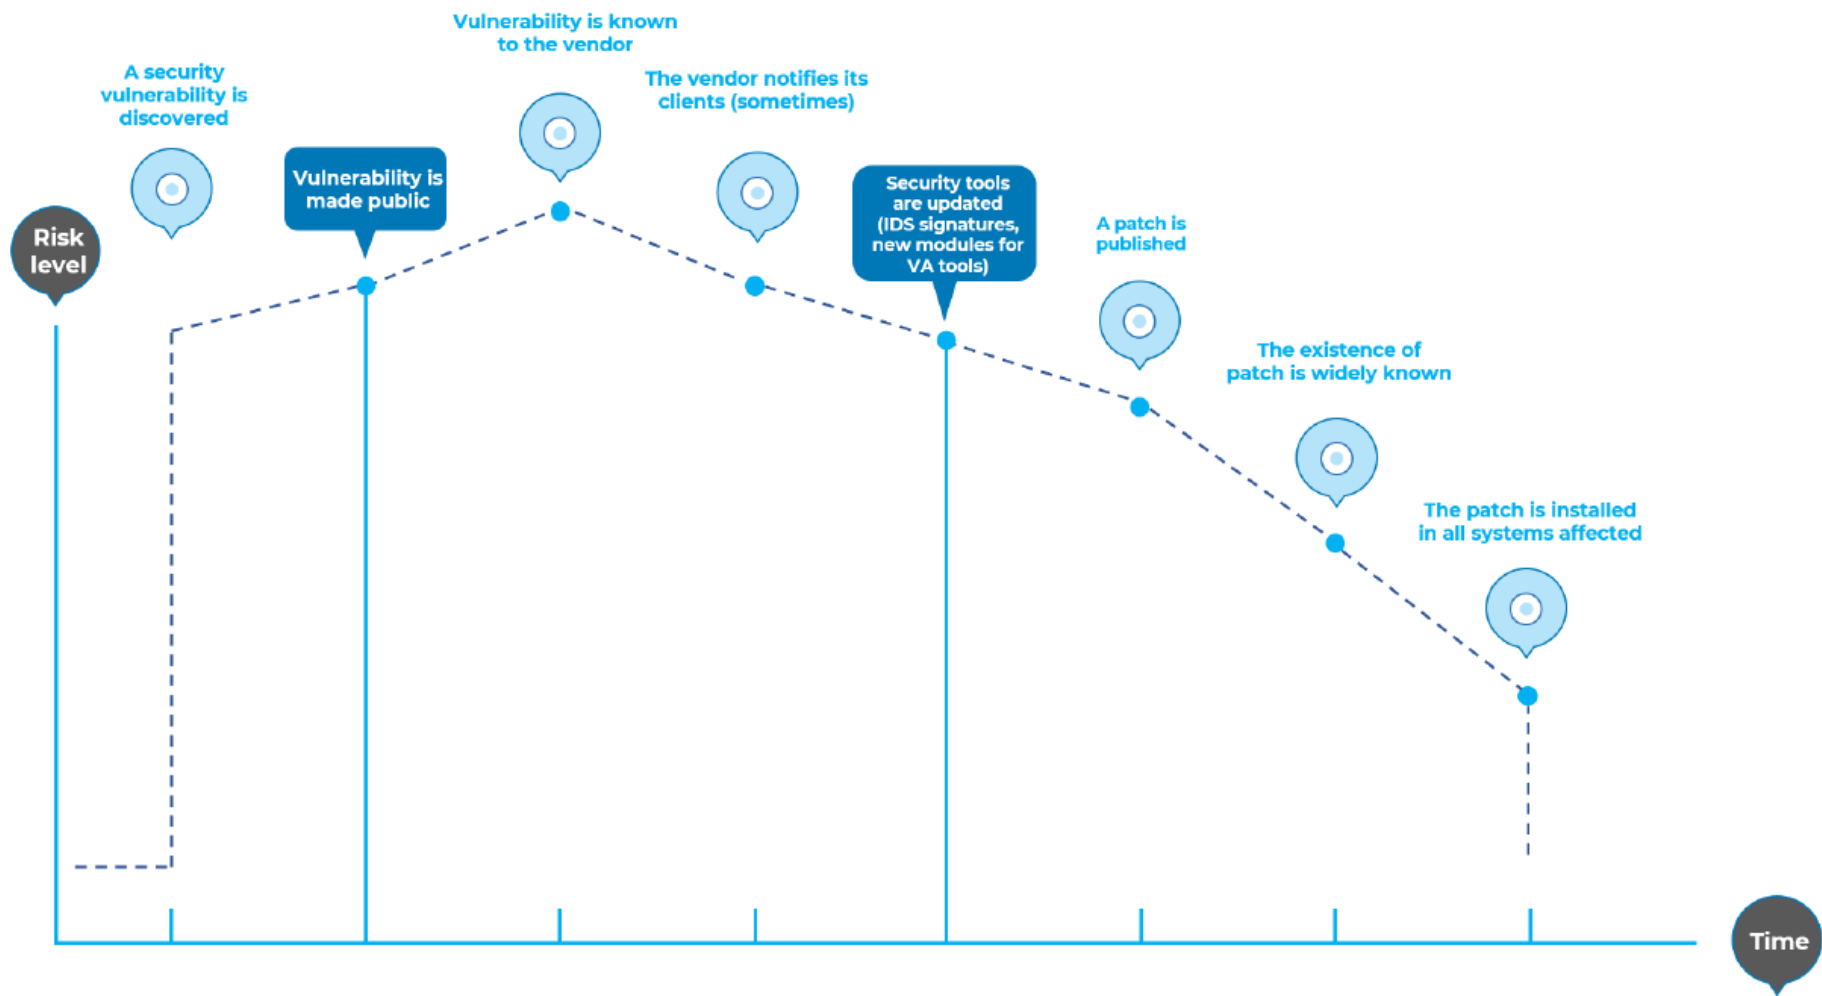 Vulnerability is known
to the vendor
A security
vulnerability is
discovered
The vendor notifies its
clients (sometimes)
Vulnerability is
made public
Security tools
are updated
(IDS signatures,
new modules for
VA tools)
A patch is
published
Risk
level
The existence of
patch is widely known
The patch is installed
in all systems affected
Time